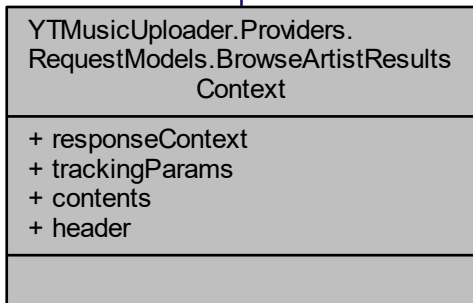 YTMusicUploader.Providers.
RequestModels.BrowseArtistResults
Context
+ responseContext
+ trackingParams
+ contents
+ header